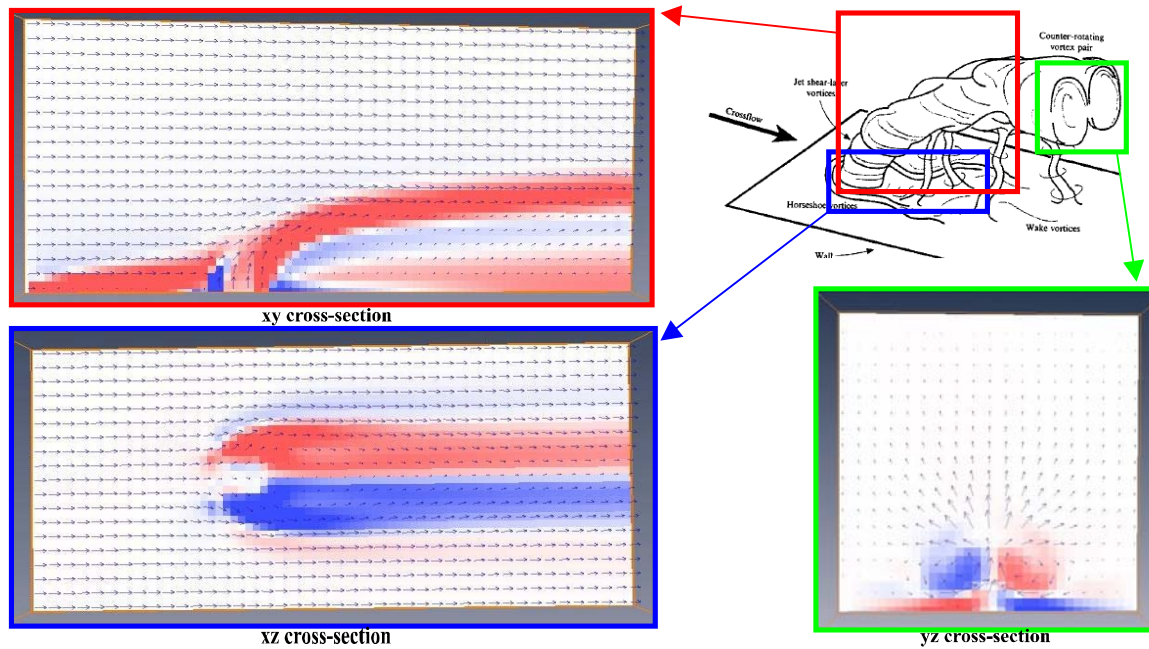 Counter-rotating
vortex pair
Jet shear-layer
vortices
Crossflow
Horseshoe vortices
Wake vortices
Wall
xy cross-section
xz cross-section
yz cross-section